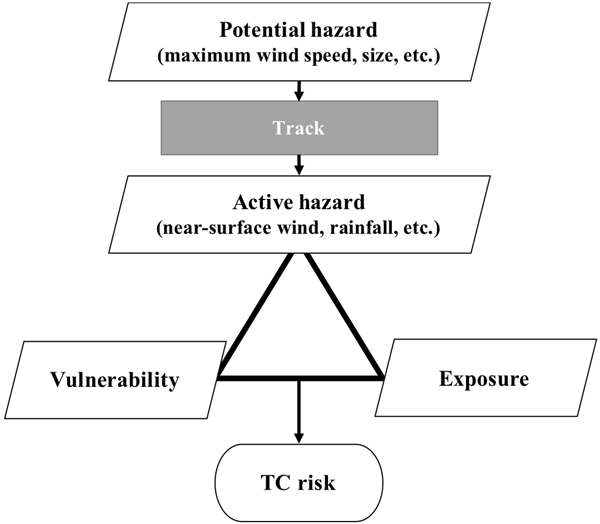 Potential hazard
(maximum wind speed, size, etc.)
Track
Active hazard
(near-surface wind, rainfall, etc.)
Vulnerability
Exposure
TC risk